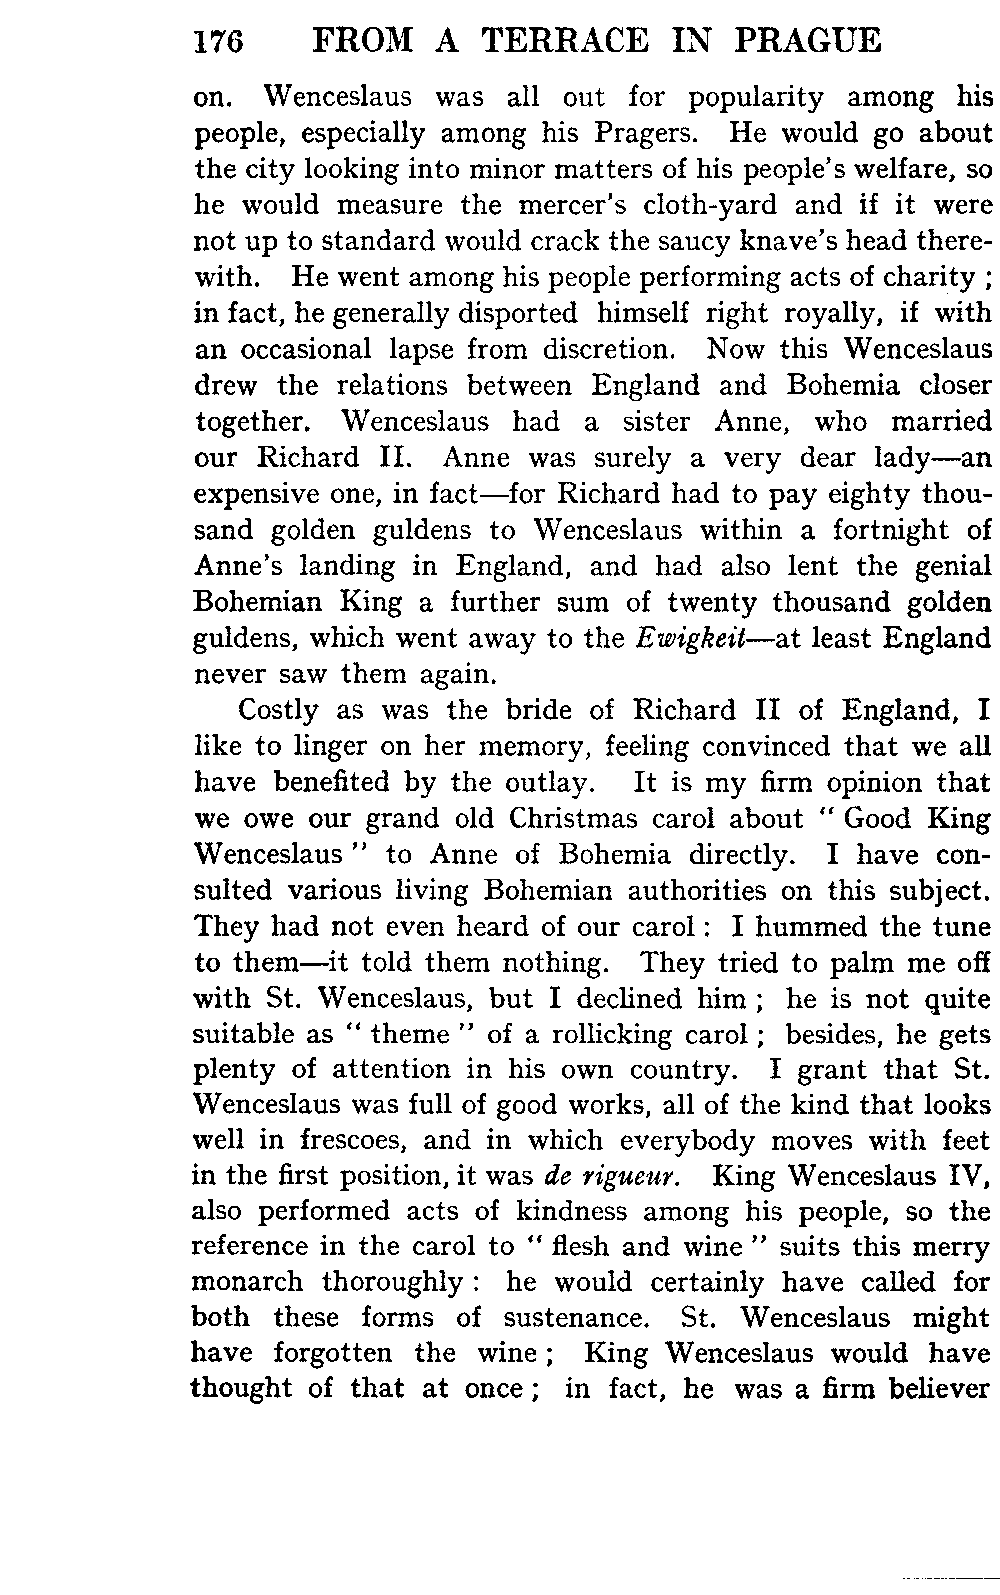 176 FROM A TERRACE IN PRAGUE
on. Wenceslaus was all out for popularity among his
people, especially among his Pragers. He would go about
the city looking into minor matters of his people's welfare, so
he would measure the mercer's cloth-yard and if it were
not up to standard would crack the saucy knave's head there-
with. He went among his people performing acts of charity ;
in fact, he generally disported himself right royally, if with
an occasional lapse from discretion. Now this Wenceslaus
drew the relations between England and Bohemia closer
together. Wenceslaus had a sister Anne, who married
our Richard II. Anne was surely a very dear lady—an
expensive one, in fact—for Richard had to pay eighty thou-
sand golden guldens to Wenceslaus within a fortnight of
Anne's landing in England, and had also lent the genial
Bohemian King a further sum of twenty thousand golden
guldens, which went away to the Ewigkeit—at least England
never saw them again.
Costly as was the bride of Richard II of England, I
like to linger on her memory, feeling convinced that we all
have benefited by the outlay. It is my firm opinion that
we owe our grand old Christmas carol about " Good King
Wenceslaus " to Anne of Bohemia directly. I have con-
sulted various living Bohemian authorities on this subject.
They had not even heard of our carol : I hummed the tune
to them—it told them nothing. They tried to palm me off
with St. Wenceslaus, but I declined him ; he is not quite
suitable as " theme " of a rollicking carol ; besides, he gets
plenty of attention in his own country. I grant that St.
Wenceslaus was full of good works, all of the kind that looks
well in frescoes, and in which everybody moves with feet
in the first position, it was de rigueur. King Wenceslaus IV,
also performed acts of kindness among his people, so the
reference in the carol to " flesh and wine " suits this merry
monarch thoroughly : he would certainly have called for
both these forms of sustenance. St. Wenceslaus might
have forgotten the wine ; King Wenceslaus would have
thought of that at once ; in fact, he was a firm believer